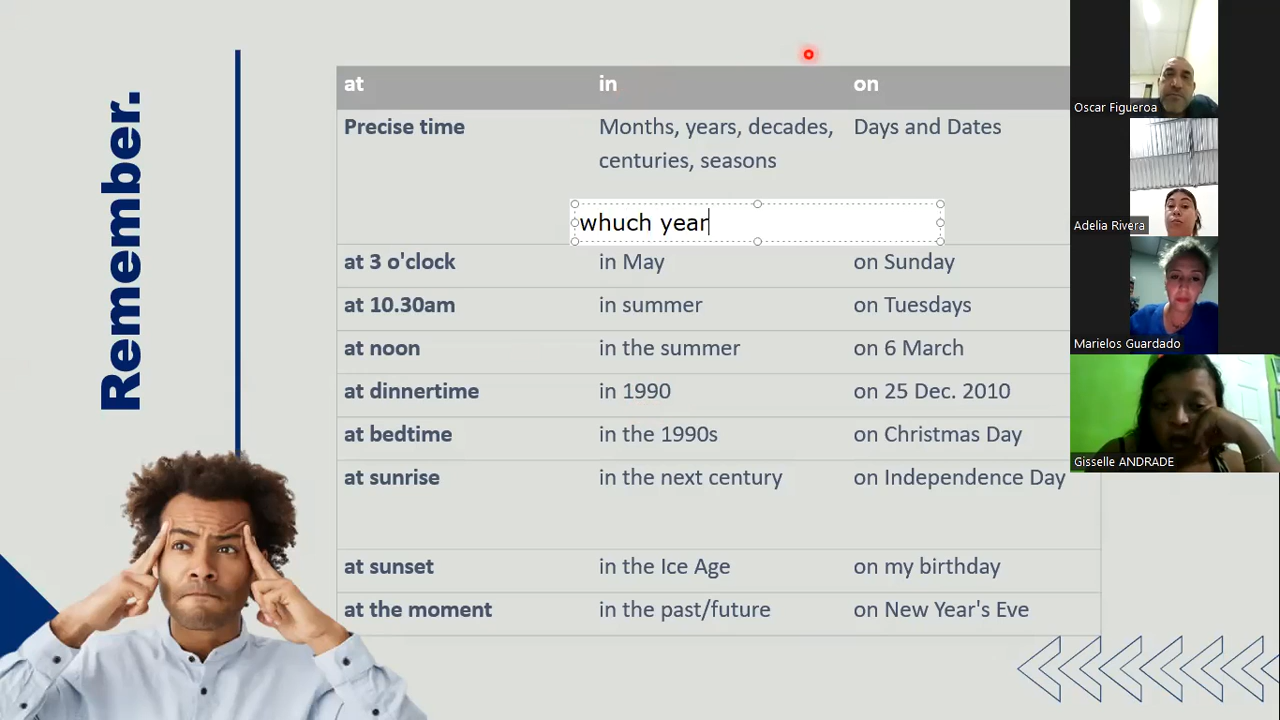 Remember.
at in on
Precise time Months, years, decades, Days and Dates
centuries, seasons
whuch year
at 3 o'clock in May on Sunday
at 10.30am in summer on Tuesdays
at noon in the summer on 6 March
at dinnertime in 1990 on 25 Dec. 2010
at bedtime in the 1990s on Christmas Day
at sunrise in the next century on Independence Day
at sunset in the Ice Age on my birthday
at the moment in the past/future on New Year's Eve
Oscar Figueroa
Adelia Rivera
Marielos Guardado
Gisselle ANDRADE